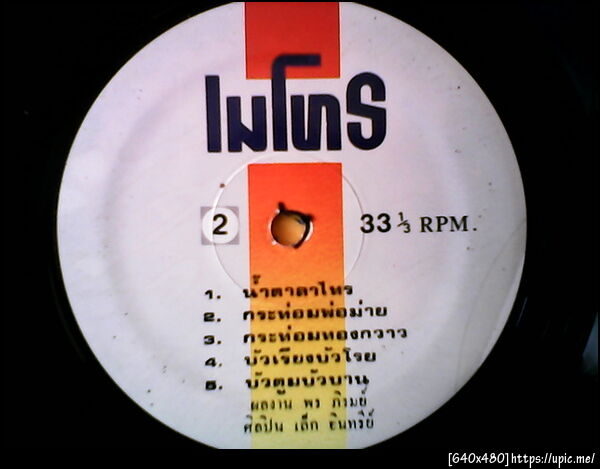 เมโทร
2 33 1/3 RPM.
1. น้ำตาลาไทร
2. กระท่อมพ่อม่าย
3. กระท่อมทองกวาว
4. บัวเรียงบัวโรย
5. บัวตูมบัวบาน
ผลงาน พร ภิรมย์
ศิลปิน เล็ก อินทรีย์
[640x480]https://upic.me/